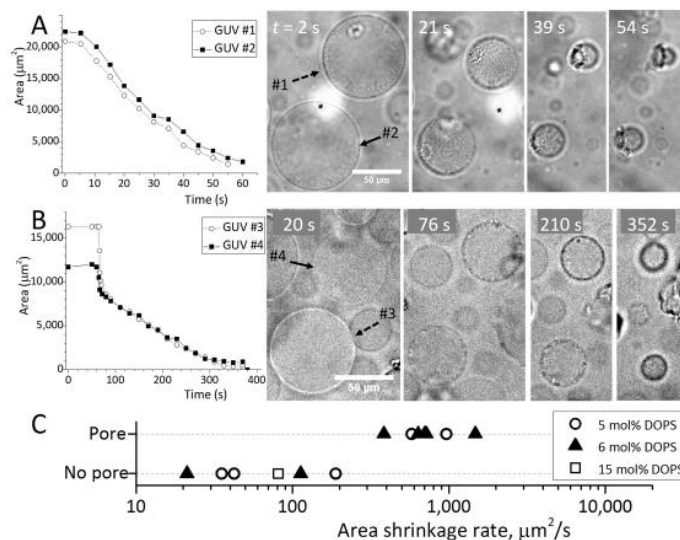 A
GUV #1
GUV #2
Area (µm²)
20,000
15,000
10,000
5,000
0
0 10 20 30 40 50 60
Time (s)
t = 2 s
21 s
39 s
54 s
#1
#2
50 µm
B
GUV #3
GUV #4
Area (µm²)
15,000
10,000
5,000
0
0 100 200 300 400
Time (s)
20 s
76 s
210 s
352 s
#4
#3
50 µm
C
Pore
No pore
5 mol% DOPS
6 mol% DOPS
15 mol% DOPS
10 100 1,000 10,000
Area shrinkage rate, µm²/s